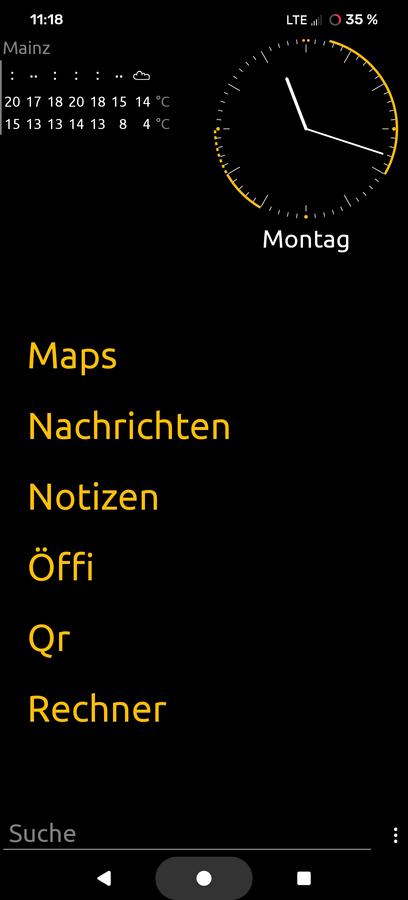 11:18
LTE 35 %
Mainz
20 17 18 20 18 15 14 °C
15 13 13 14 13 8 4 °C
Montag
Maps
Nachrichten
Notizen
Öffi
Qr
Rechner
Suche